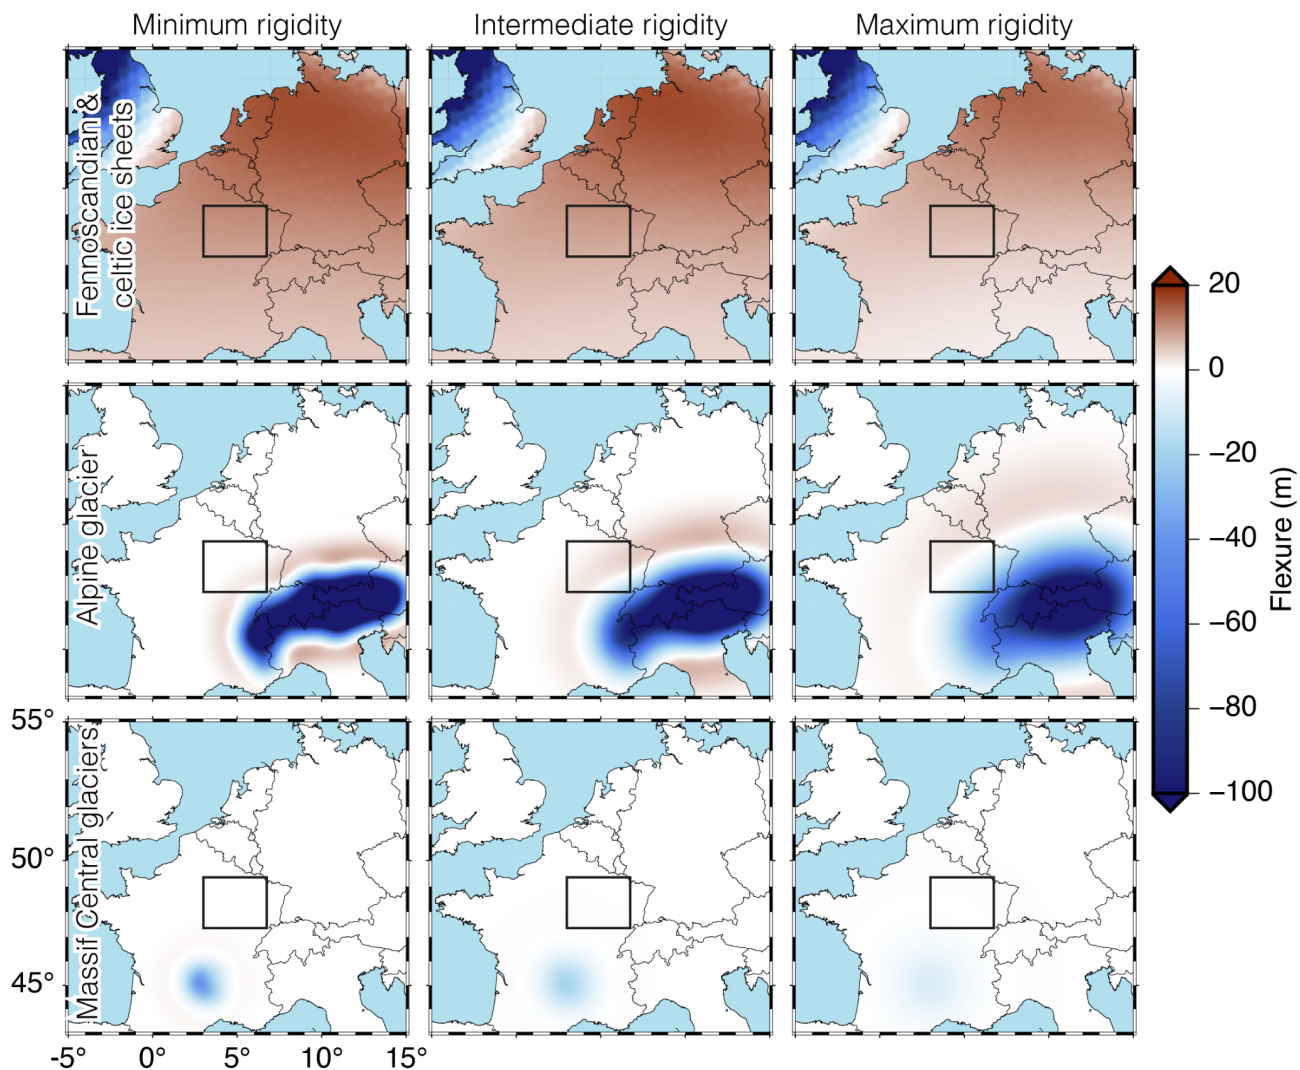 Minimum rigidity
Intermediate rigidity
Maximum rigidity
Fennoscandian &
celtic ice sheets
Alpine glacier
Massif Central glaciers
20
0
−20
−40
−60
−80
−100
Flexure (m)
55°
50°
45°
-5°
0°
5°
10°
15°